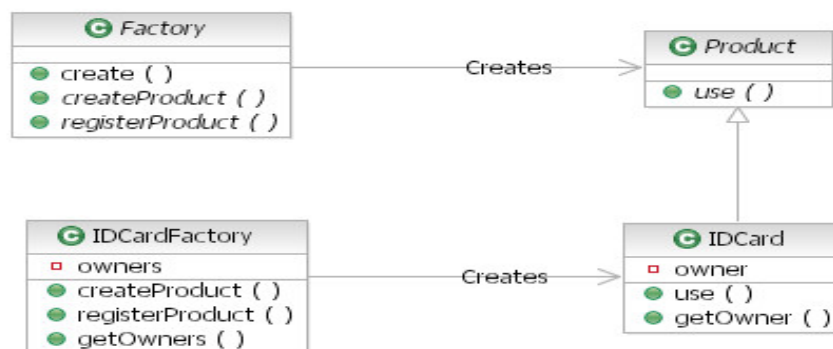 Factory
create ( )
createProduct ( )
registerProduct ( )
Creates
Product
use ( )
IDCardFactory
owners
createProduct ( )
registerProduct ( )
getOwners ( )
Creates
IDCard
owner
use ( )
getOwner ( )